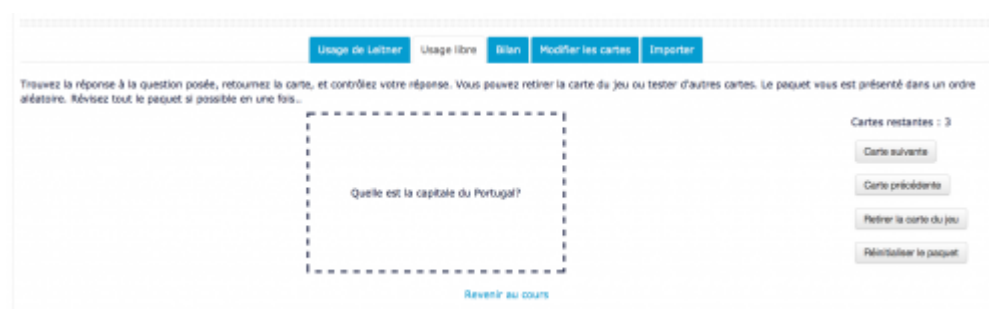 Usage de Leitner Usage libre Bilan Modifier les cartes Importer
Trouvez la réponse à la question posée, retournez la carte, et contrôlez votre réponse. Vous pouvez retirer la carte du jeu ou tester d'autres cartes. Le paquet vous est présenté dans un ordre
aléatoire. Révisez tout le paquet si possible en une fois..
Cartes restantes : 3
Carte suivante
Quelle est la capitale du Portugal?
Carte précédente
Retirer la carte du jeu
Réinitialiser le paquet
Revenir au cours